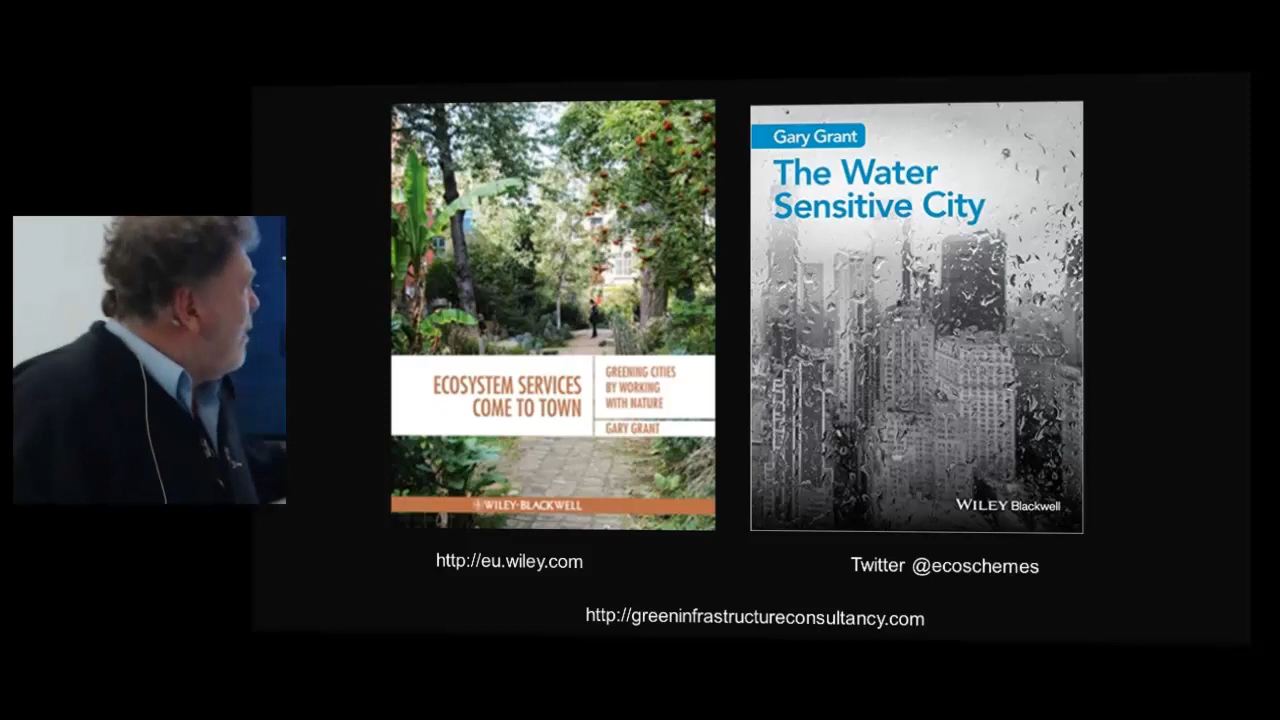 ECOSYSTEM SERVICES
COME TO TOWN
GREENING CITIES
BY WORKING
WITH NATURE
GARY GRANT
WILEY-BLACKWELL
Gary Grant
The Water
Sensitive City
WILEY Blackwell
http://eu.wiley.com
Twitter @ecoschemes
http://greeninfrastructureconsultancy.com